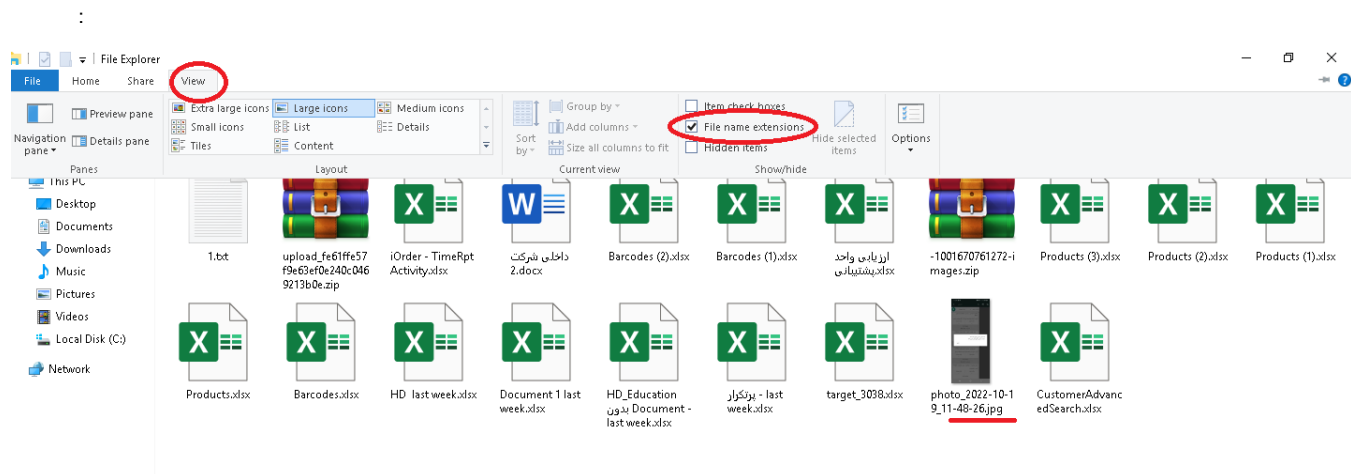 :
File Explorer
File Home Share View
Navigation pane
Preview pane
Details pane
Panes
Extra large icons Large icons Medium icons
Small icons List Details
Tiles Content
Layout
Sort by
Group by
Add columns
Size all columns to fit
Current view
Item check boxes
File name extensions
Hidden items
Hide selected items
Show/hide
Options
This PC
Desktop
Documents
Downloads
Music
Pictures
Videos
Local Disk (C:)
Network
1.txt
upload_fe61ffe57
f9e63ef0e240c046
9213b0e.zip
iOrder - TimeRpt
Activity.xlsx
داخلی شرکت
2.docx
Barcodes (2).xlsx
Barcodes (1).xlsx
ارزیابی واحد
پشتیبانی.xlsx
-1001670761272-i
mages.zip
Products (3).xlsx
Products (2).xlsx
Products (1).xlsx
Products.xlsx
Barcodes.xlsx
HD last week.xlsx
Document 1 last
week.xlsx
HD_Education
بدون Document -
last week.xlsx
پرتکرار - last
week.xlsx
target_3038.xlsx
photo_2022-10-1
9_11-48-26.jpg
CustomerAdvanc
edSearch.xlsx